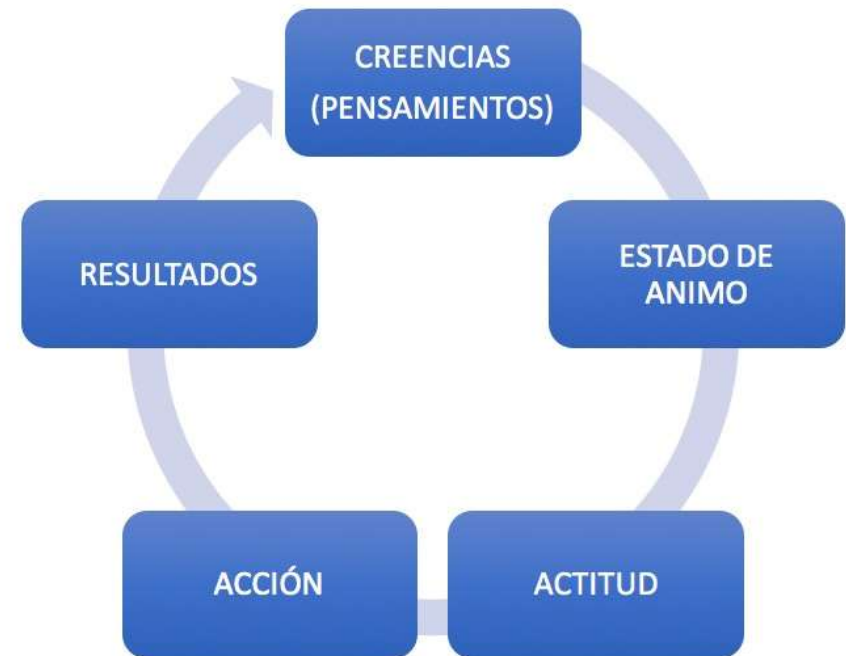 CREENCIAS
(PENSAMIENTOS)
ESTADO DE
ANIMO
ACTITUD
ACCIÓN
RESULTADOS